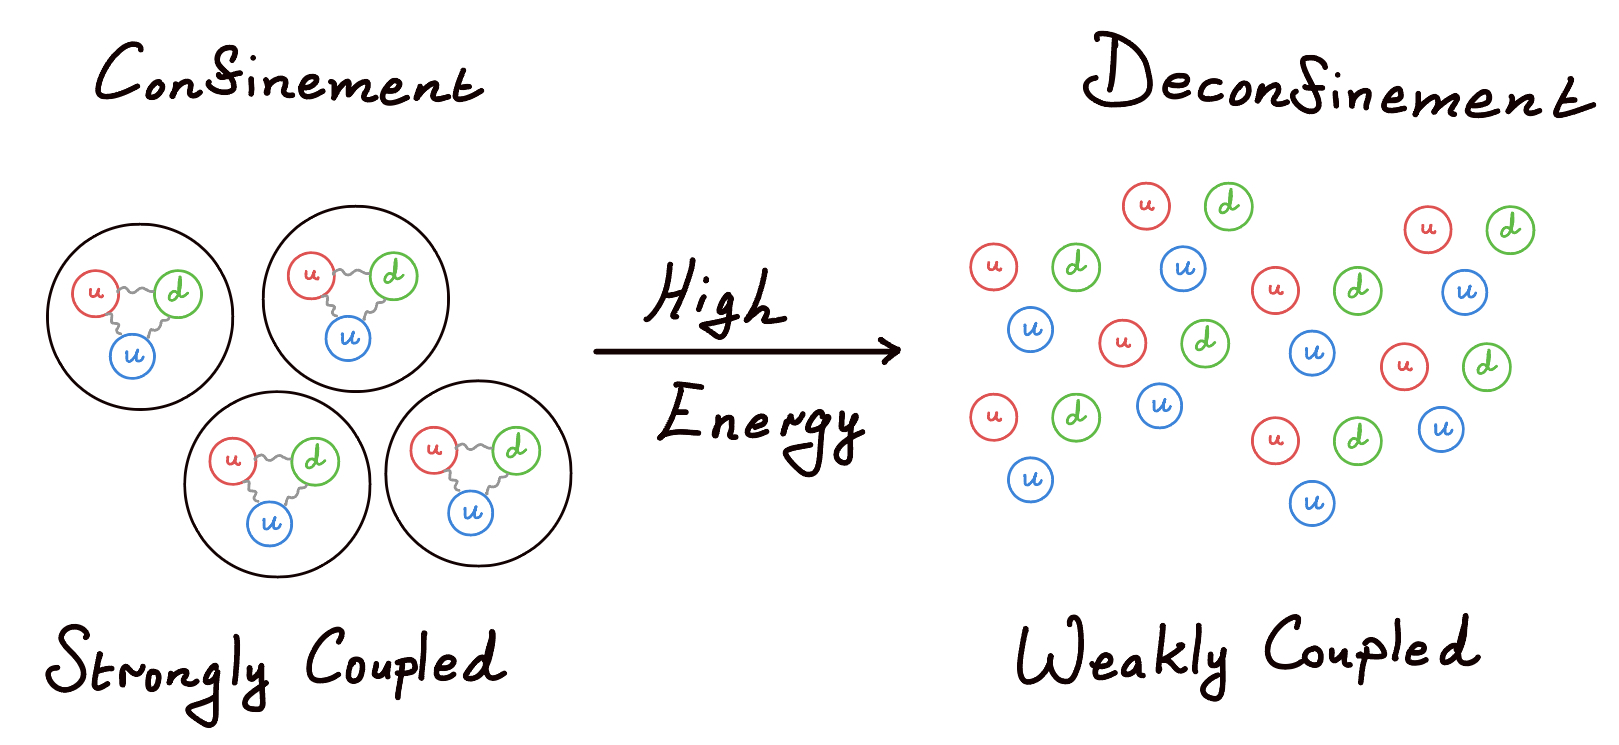 Confinement
Deconfinement
u d
u
u d
u
u d
u
u d
u
High
Energy
u d
u
u d
u
u d
u
u d
u
u d
u
u d
u
u d
u
u d
u
Strongly Coupled
Weakly Coupled